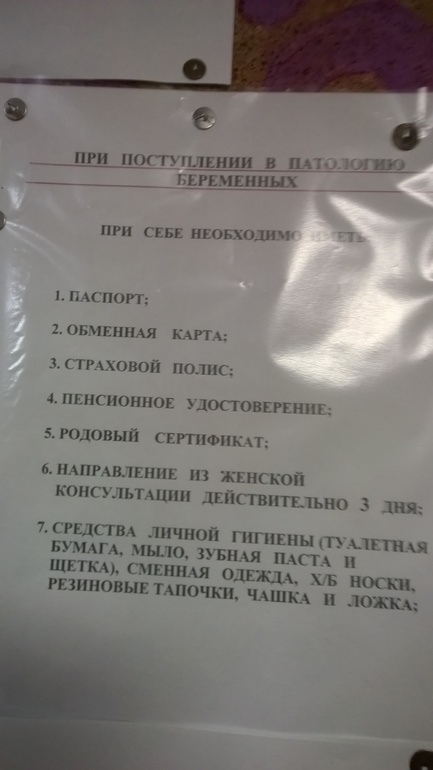 ПРИ ПОСТУПЛЕНИИ В ПАТОЛОГИЮ
БЕРЕМЕННЫХ
ПРИ СЕБЕ НЕОБХОДИМО ИМЕТЬ
1. ПАСПОРТ;
2. ОБМЕННАЯ КАРТА;
3. СТРАХОВОЙ ПОЛИС;
4. ПЕНСИОННОЕ УДОСТОВЕРЕНИЕ;
5. РОДОВЫЙ СЕРТИФИКАТ;
6. НАПРАВЛЕНИЕ ИЗ ЖЕНСКОЙ
КОНСУЛЬТАЦИИ ДЕЙСТВИТЕЛЬНО 3 ДНЯ;
7. СРЕДСТВА ЛИЧНОЙ ГИГИЕНЫ (ТУАЛЕТНАЯ
БУМАГА, МЫЛО, ЗУБНАЯ ПАСТА И
ЩЕТКА), СМЕННАЯ ОДЕЖДА, Х/Б НОСКИ,
РЕЗИНОВЫЕ ТАПОЧКИ, ЧАШКА И ЛОЖКА;